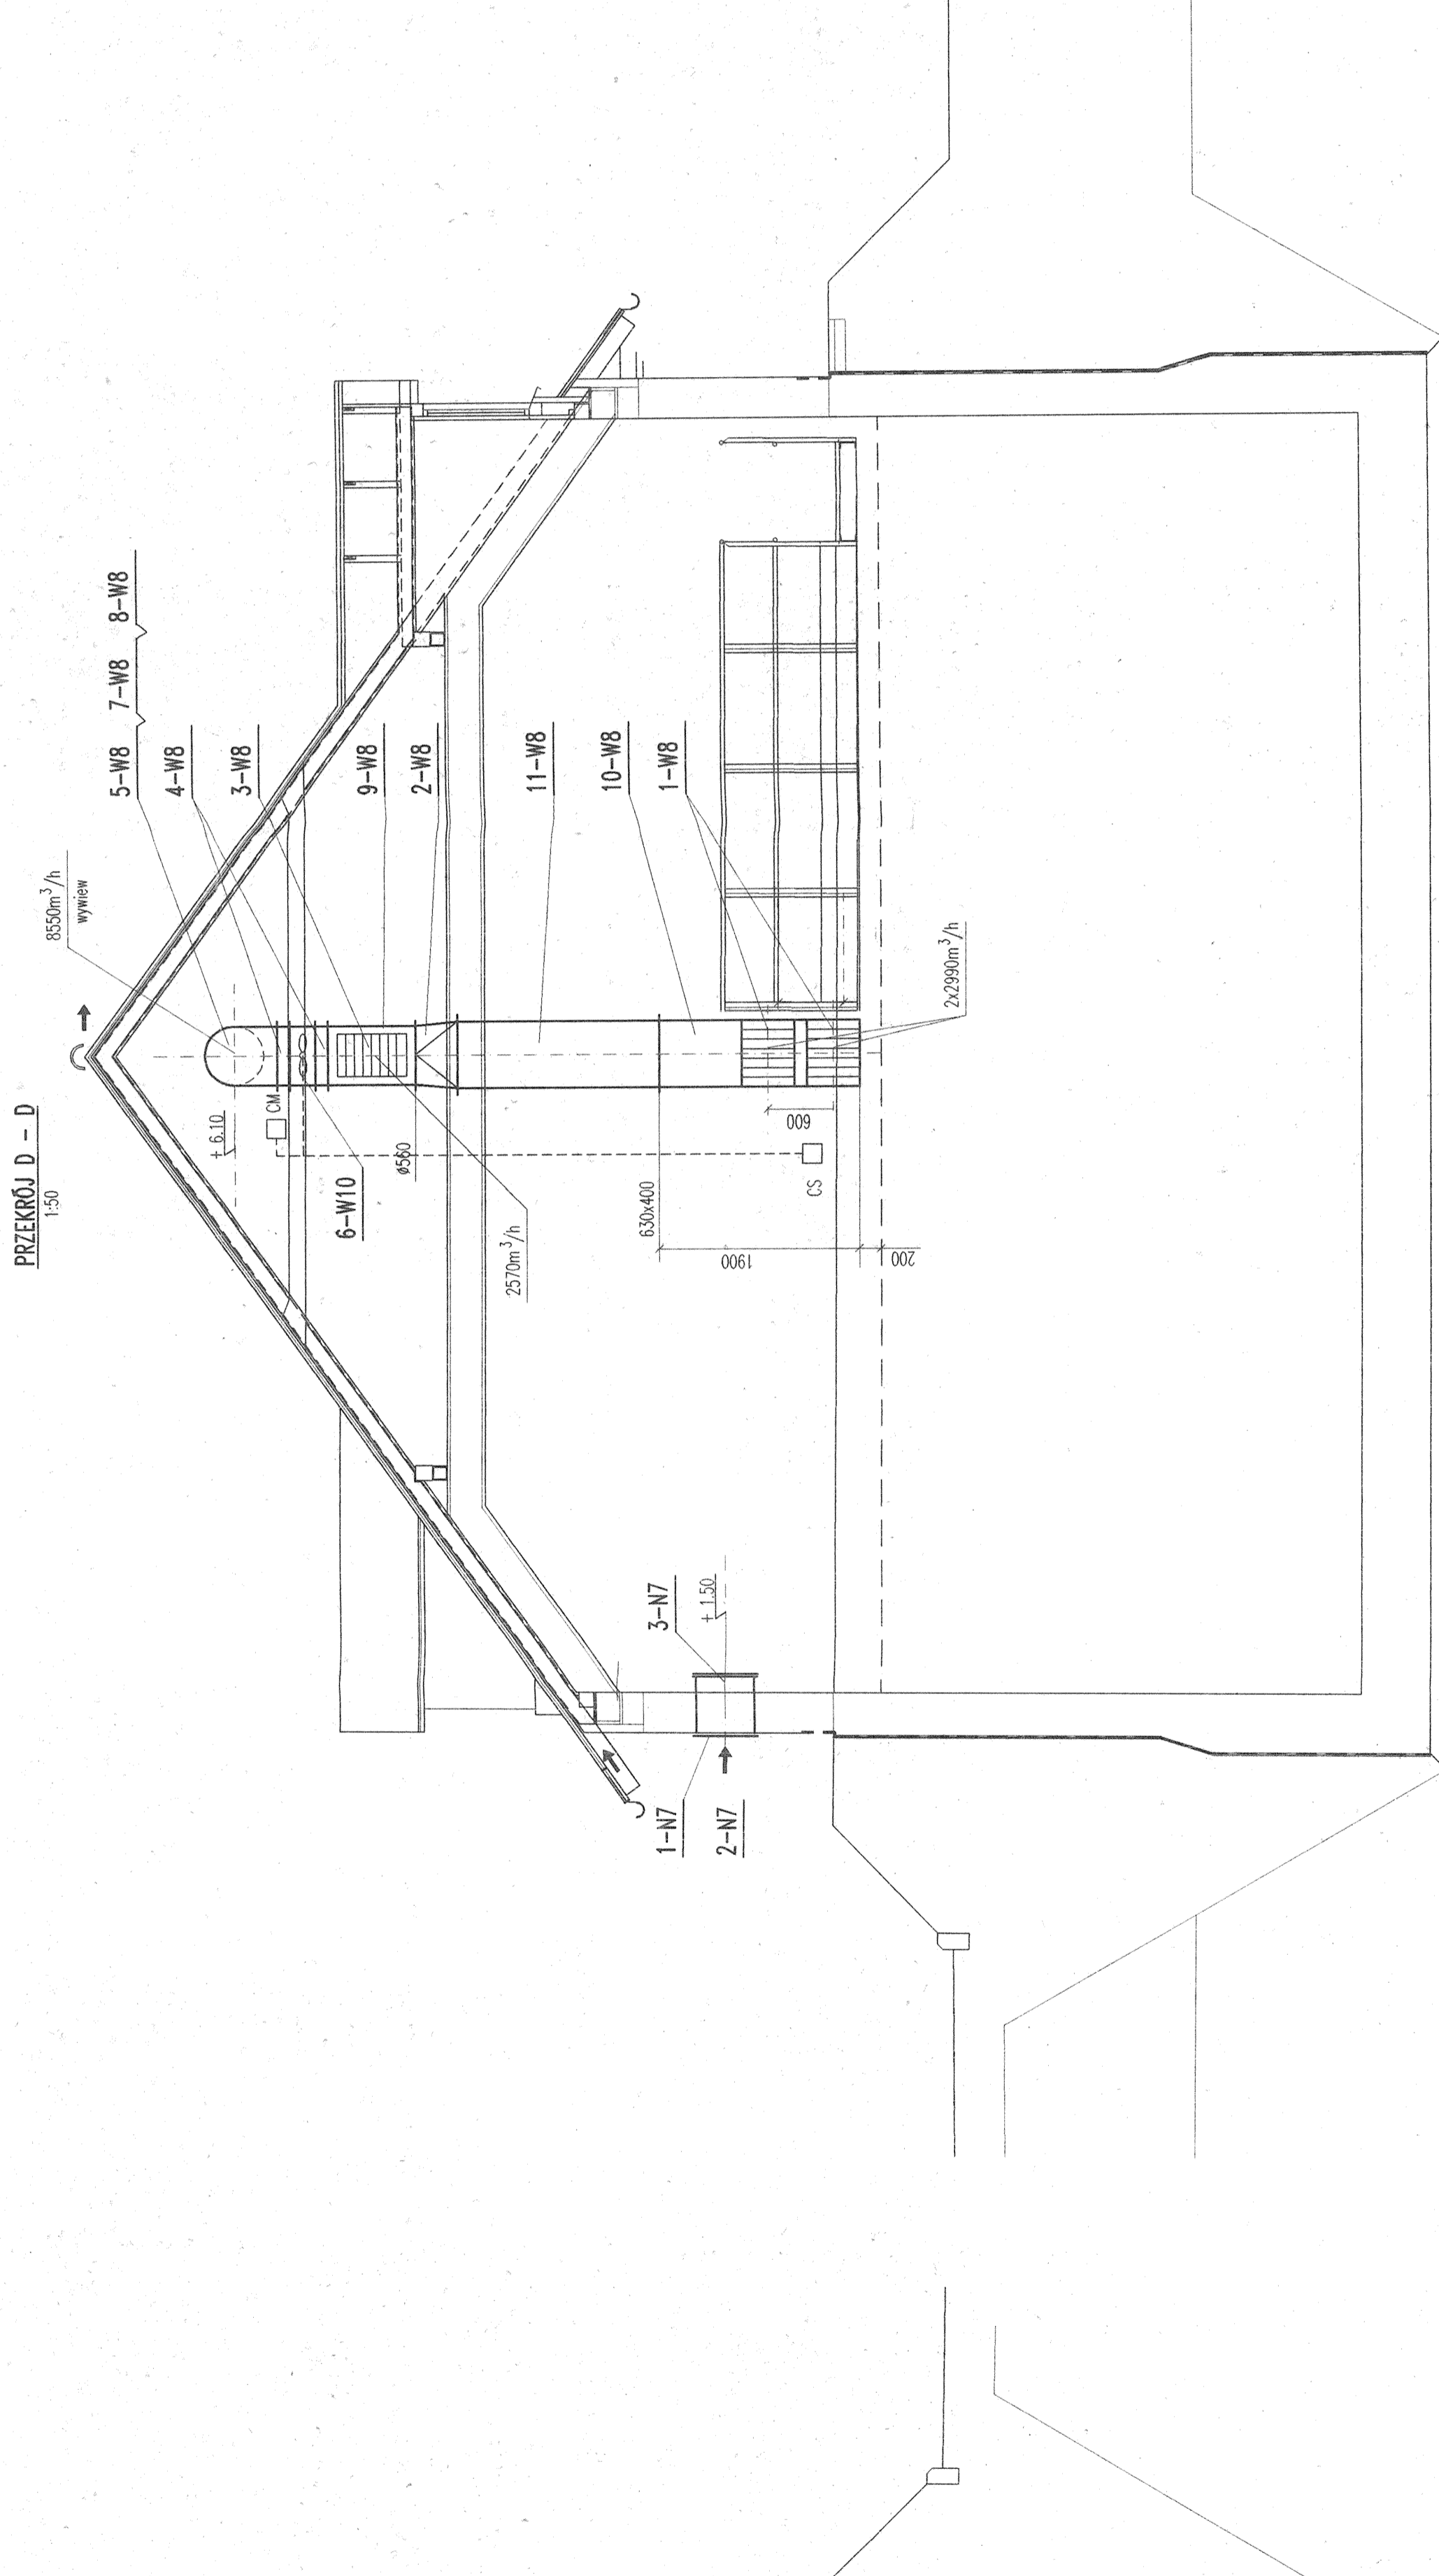 PRZEKRÓJ D - D
1:50
8550m³/h
wywiew
5-W8 7-W8 8-W8
4-W8
3-W8
9-W8
2-W8
11-W8
10-W8
1-W8
+ 6.10
CM
6-W10
ø560
2570m³/h
630x400
600
CS
1900
200
2x2990m³/h
3-N7
+ 1.50
1-N7
2-N7